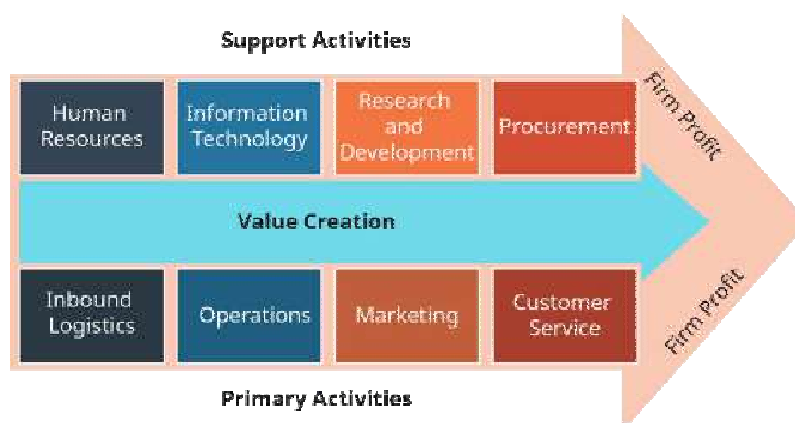 Support Activities
Human
Resources
Information
Technology
Research
and
Development
Procurement
Firm Profit
Value Creation
Inbound
Logistics
Operations
Marketing
Customer
Service
Firm Profit
Primary Activities